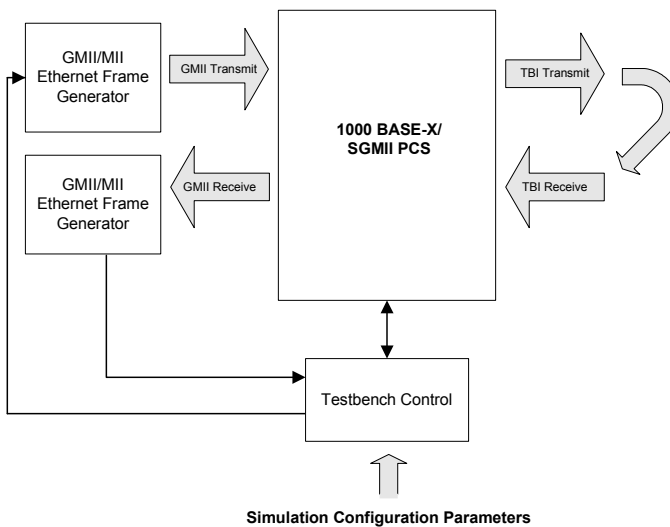 GMII/MII
Ethernet Frame
Generator
GMII Transmit
1000 BASE-X/
SGMII PCS
TBI Transmit
GMII/MII
Ethernet Frame
Generator
GMII Receive
TBI Receive
Testbench Control
Simulation Configuration Parameters